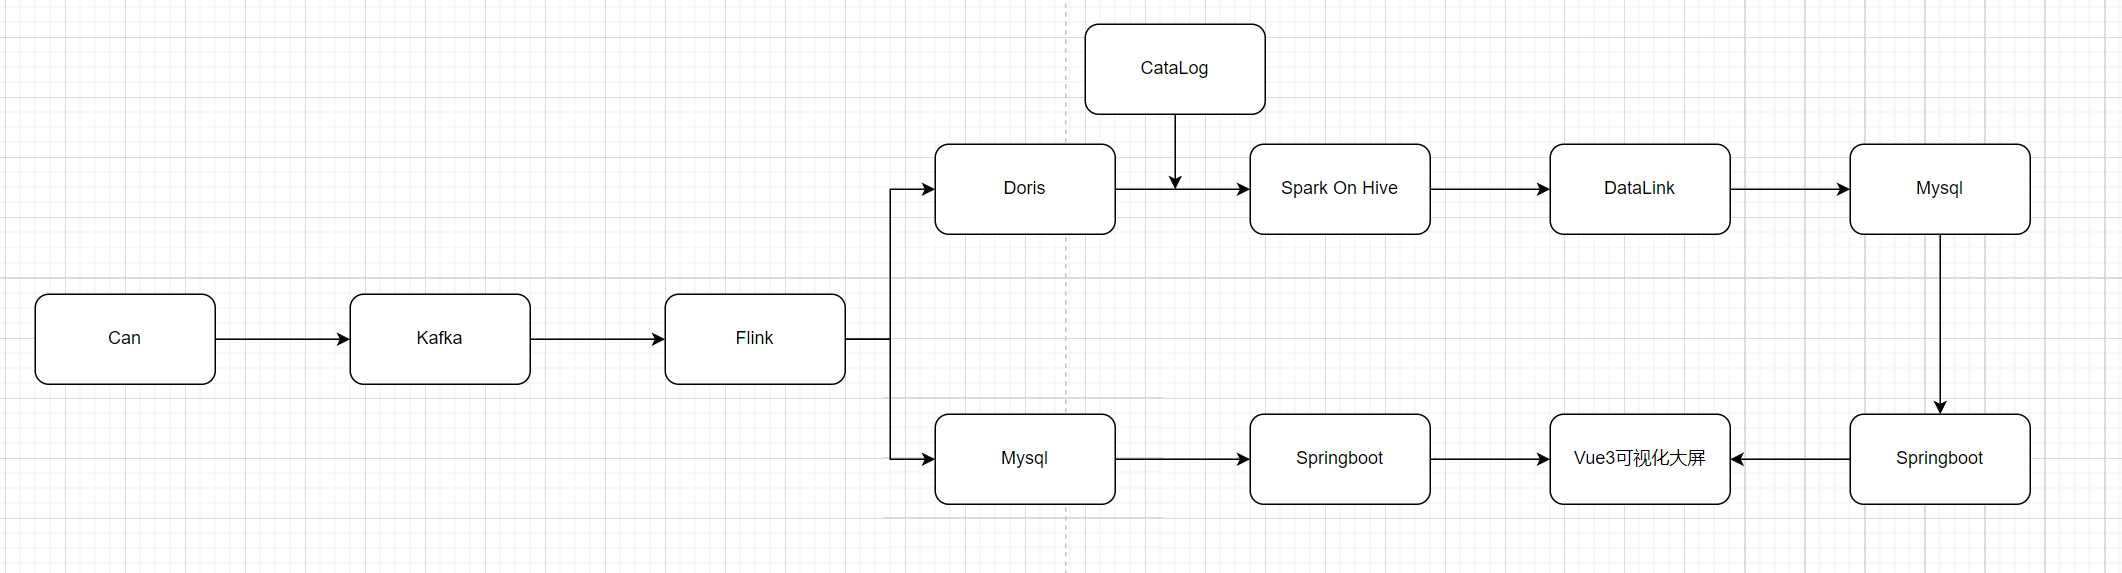 CataLog
Doris
Spark On Hive
DataLink
Mysql
Can
Kafka
Flink
Mysql
Springboot
Vue3可视化大屏
Springboot